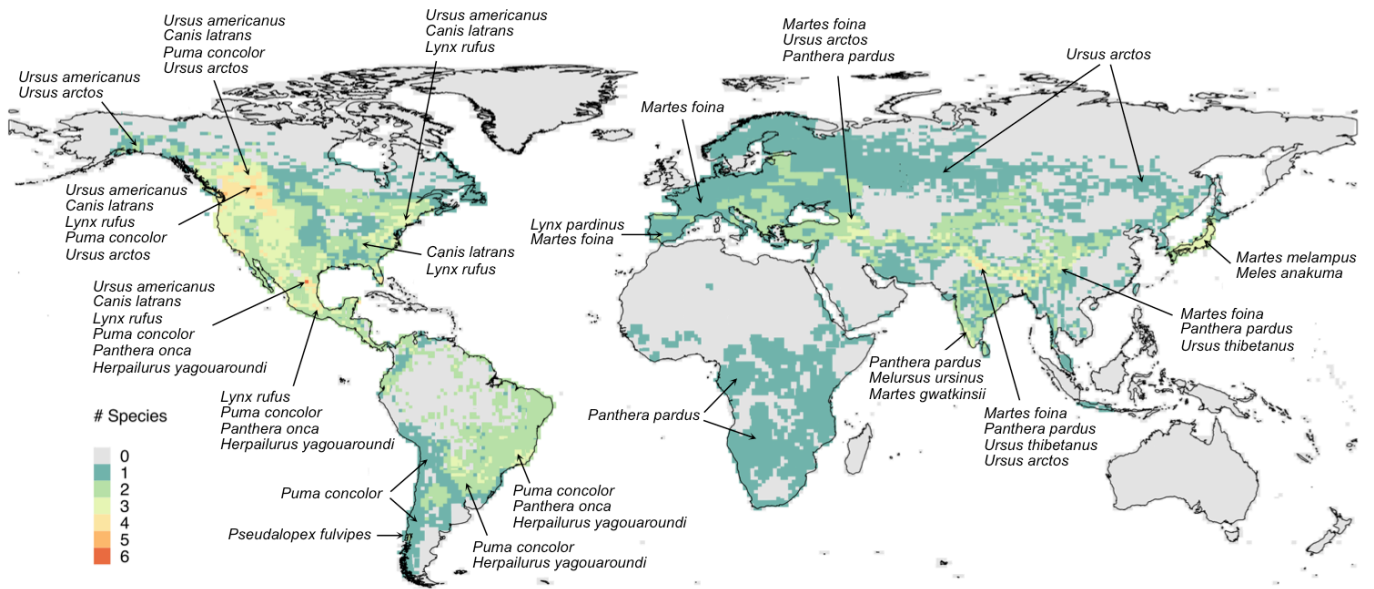 Ursus americanus
Canis latrans
Puma concolor
Ursus arctos
Ursus americanus
Canis latrans
Lynx rufus
Martes foina
Ursus arctos
Panthera pardus
Ursus arctos
Ursus americanus
Ursus arctos
Martes foina
Ursus americanus
Canis latrans
Lynx rufus
Puma concolor
Ursus arctos
Lynx pardinus
Martes foina
Canis latrans
Lynx rufus
Martes melampus
Meles anakuma
Ursus americanus
Canis latrans
Lynx rufus
Puma concolor
Panthera onca
Herpailurus yagouaroundi
Martes foina
Panthera pardus
Ursus thibetanus
Panthera pardus
Melursus ursinus
Martes gwatkinsii
Lynx rufus
Puma concolor
Panthera onca
Herpailurus yagouaroundi
Panthera pardus
Martes foina
Panthera pardus
Ursus thibetanus
Ursus arctos
# Species
0
1
2
3
4
5
6
Puma concolor
Puma concolor
Panthera onca
Herpailurus yagouaroundi
Pseudalopex fulvipes
Puma concolor
Herpailurus yagouaroundi